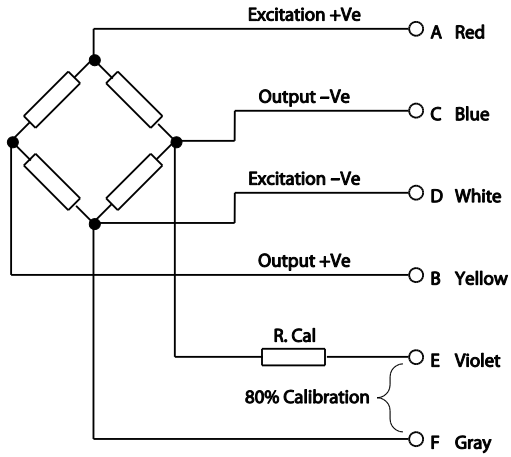 Excitation +Ve
A Red
Output –Ve
C Blue
Excitation –Ve
D White
Output +Ve
B Yellow
R. Cal
E Violet
80% Calibration
F Gray